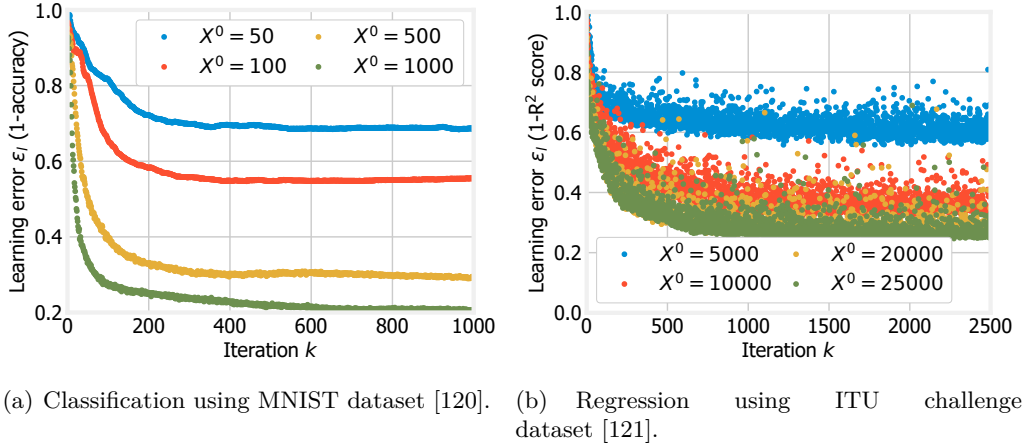 Learning error εl (1-accuracy)
1.0
0.8
0.6
0.4
0.2
X⁰ = 50
X⁰ = 500
X⁰ = 100
X⁰ = 1000
0 200 400 600 800 1000
Iteration k
(a) Classification using MNIST dataset [120].
Learning error εl (1-R² score)
1.0
0.8
0.6
0.4
0.2
0.0
X⁰ = 5000
X⁰ = 20000
X⁰ = 10000
X⁰ = 25000
0 500 1000 1500 2000 2500
Iteration k
(b) Regression using ITU challenge
dataset [121].